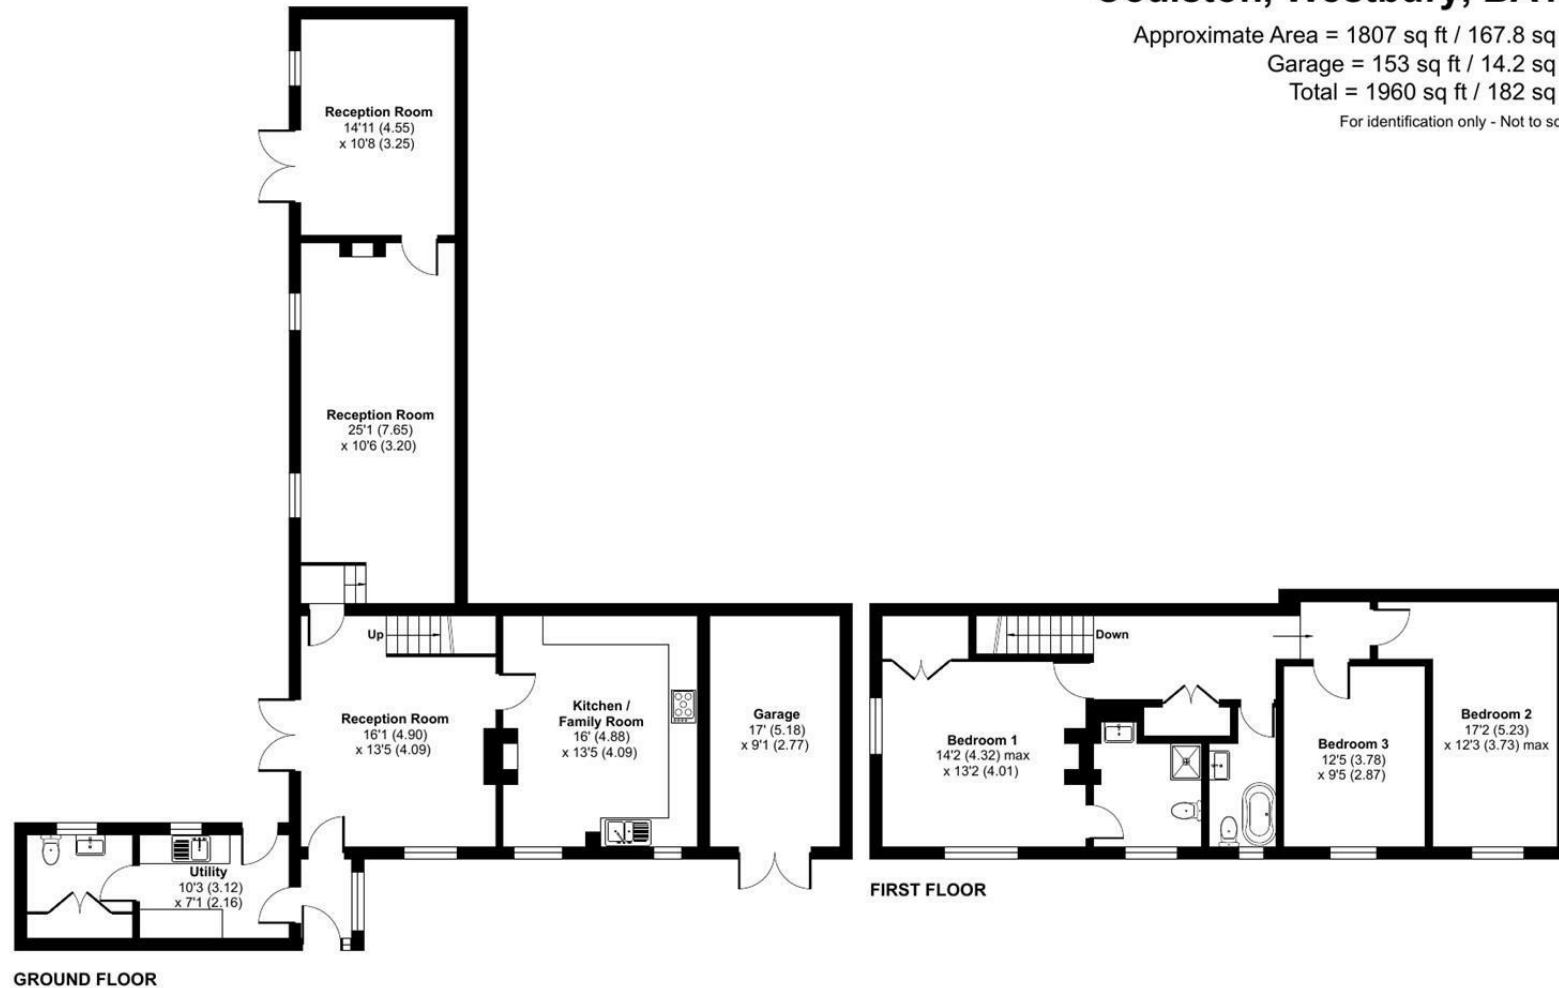 Approximate Area = 1807 sq ft / 167.8 sq
Garage = 153 sq ft / 14.2 sq
Total = 1960 sq ft / 182 sq
For identification only - Not to
Reception Room
14'11 (4.55)
x 10'8 (3.25)
Reception Room
25'1 (7.65)
x 10'6 (3.20)
Up
Reception Room
16'1 (4.90)
x 13'5 (4.09)
Kitchen /
Family Room
16' (4.88)
x 13'5 (4.09)
Garage
17' (5.18)
x 9'1 (2.77)
Utility
10'3 (3.12)
x 7'1 (2.16)
GROUND FLOOR
Down
Bedroom 1
14'2 (4.32) max
x 13'2 (4.01)
Bedroom 3
12'5 (3.78)
x 9'5 (2.87)
Bedroom 2
17'2 (5.23)
x 12'3 (3.73) max
FIRST FLOOR